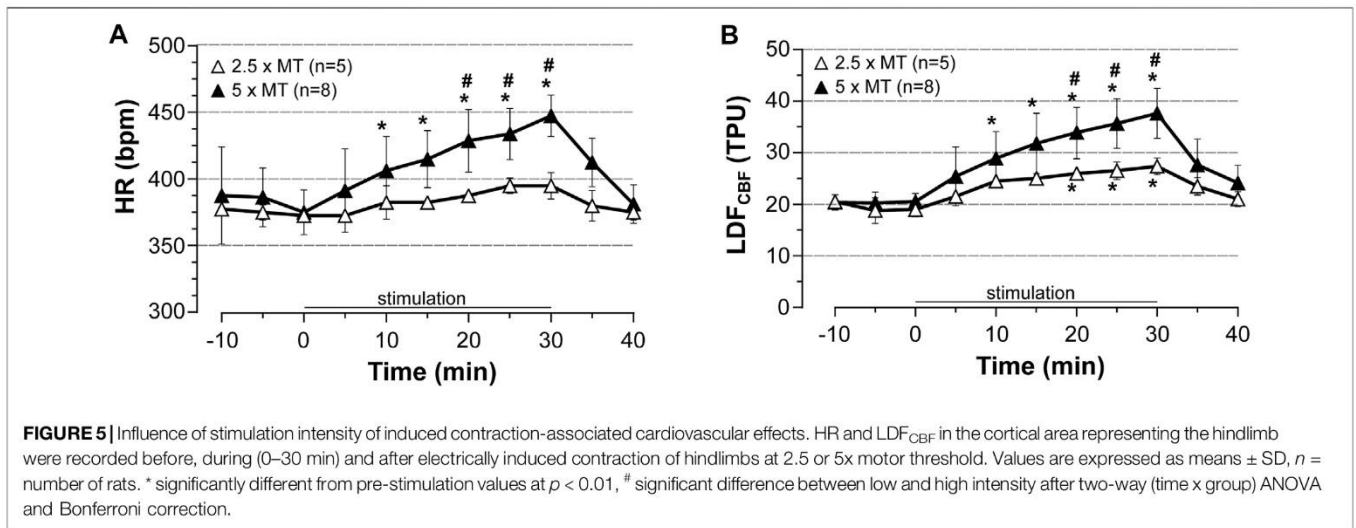 A
500
450
400
350
300
HR (bpm)
△ 2.5 x MT (n=5)
▲ 5 x MT (n=8)
# # #
* * * * *
stimulation
-10 0 10 20 30 40
Time (min)
B
50
40
30
20
10
0
LDFCBF (TPU)
△ 2.5 x MT (n=5)
▲ 5 x MT (n=8)
# # #
* * * * *
* * *
stimulation
-10 0 10 20 30 40
Time (min)
FIGURE 5 | Influence of stimulation intensity of induced contraction-associated cardiovascular effects. HR and LDFCBF in the cortical area representing the hindlimb
were recorded before, during (0–30 min) and after electrically induced contraction of hindlimbs at 2.5 or 5x motor threshold. Values are expressed as means ± SD, n =
number of rats. * significantly different from pre-stimulation values at p < 0.01, # significant difference between low and high intensity after two-way (time x group) ANOVA
and Bonferroni correction.